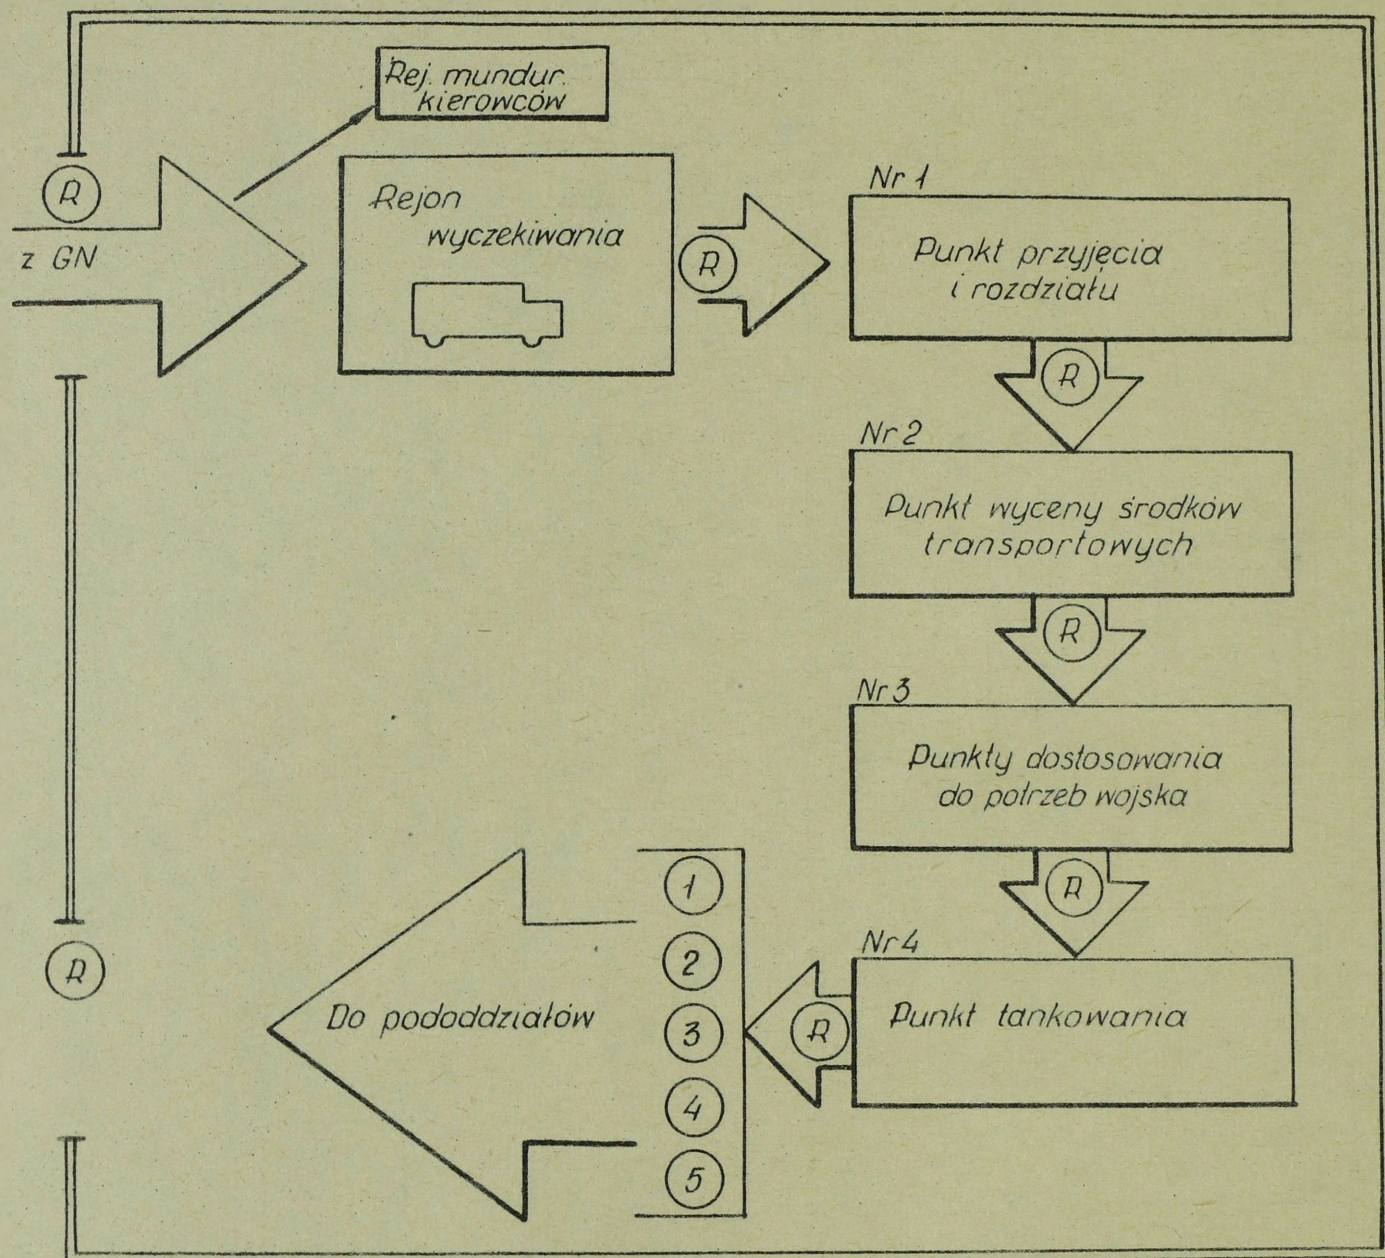 Rej. mundur.
kierowców
R
z GN
Rejon
wyczekiwania
R
Nr 1
Punkt przyjęcia
i rozdziału
R
Nr 2
Punkt wyceny środków
transportowych
R
Nr 3
Punkty dostosowania
do potrzeb wojska
R
Nr 4
Punkt tankowania
R
1
2
3
4
5
Do pododdziałów
R